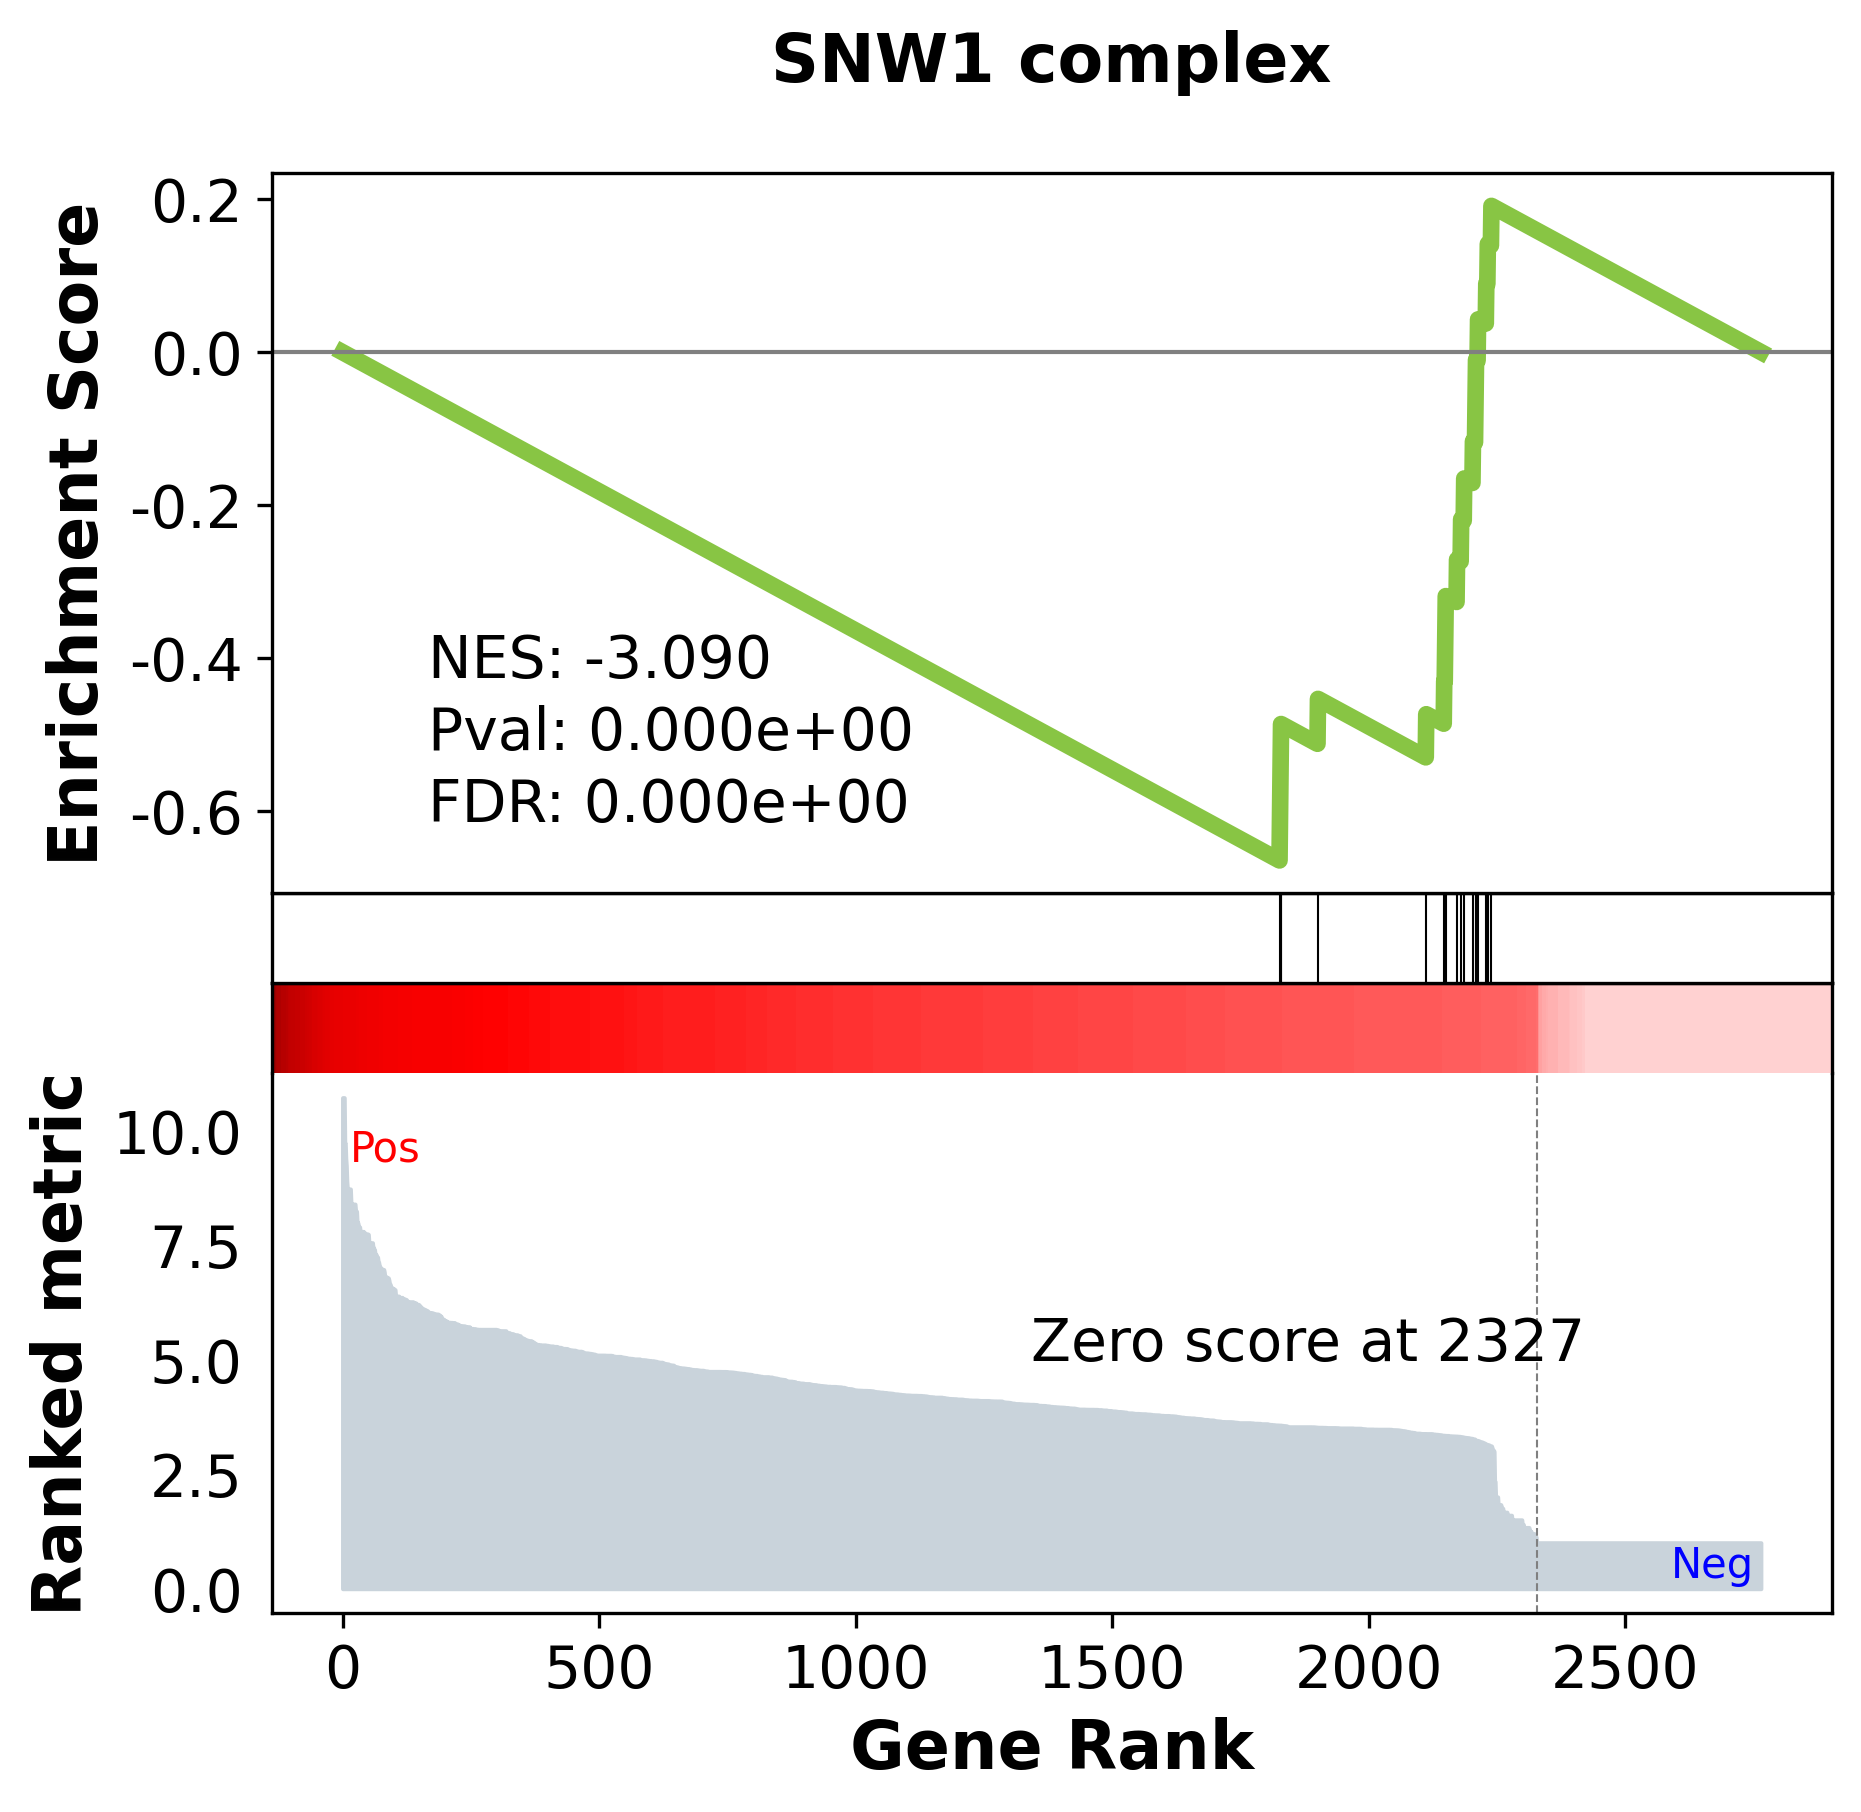 SNW1 complex
Enrichment Score
0.2
0.0
-0.2
-0.4
-0.6
NES: -3.090
Pval: 0.000e+00
FDR: 0.000e+00
Ranked metric
10.0
7.5
5.0
2.5
0.0
Pos
Zero score at 2327
Neg
0
500
1000
1500
2000
2500
Gene Rank